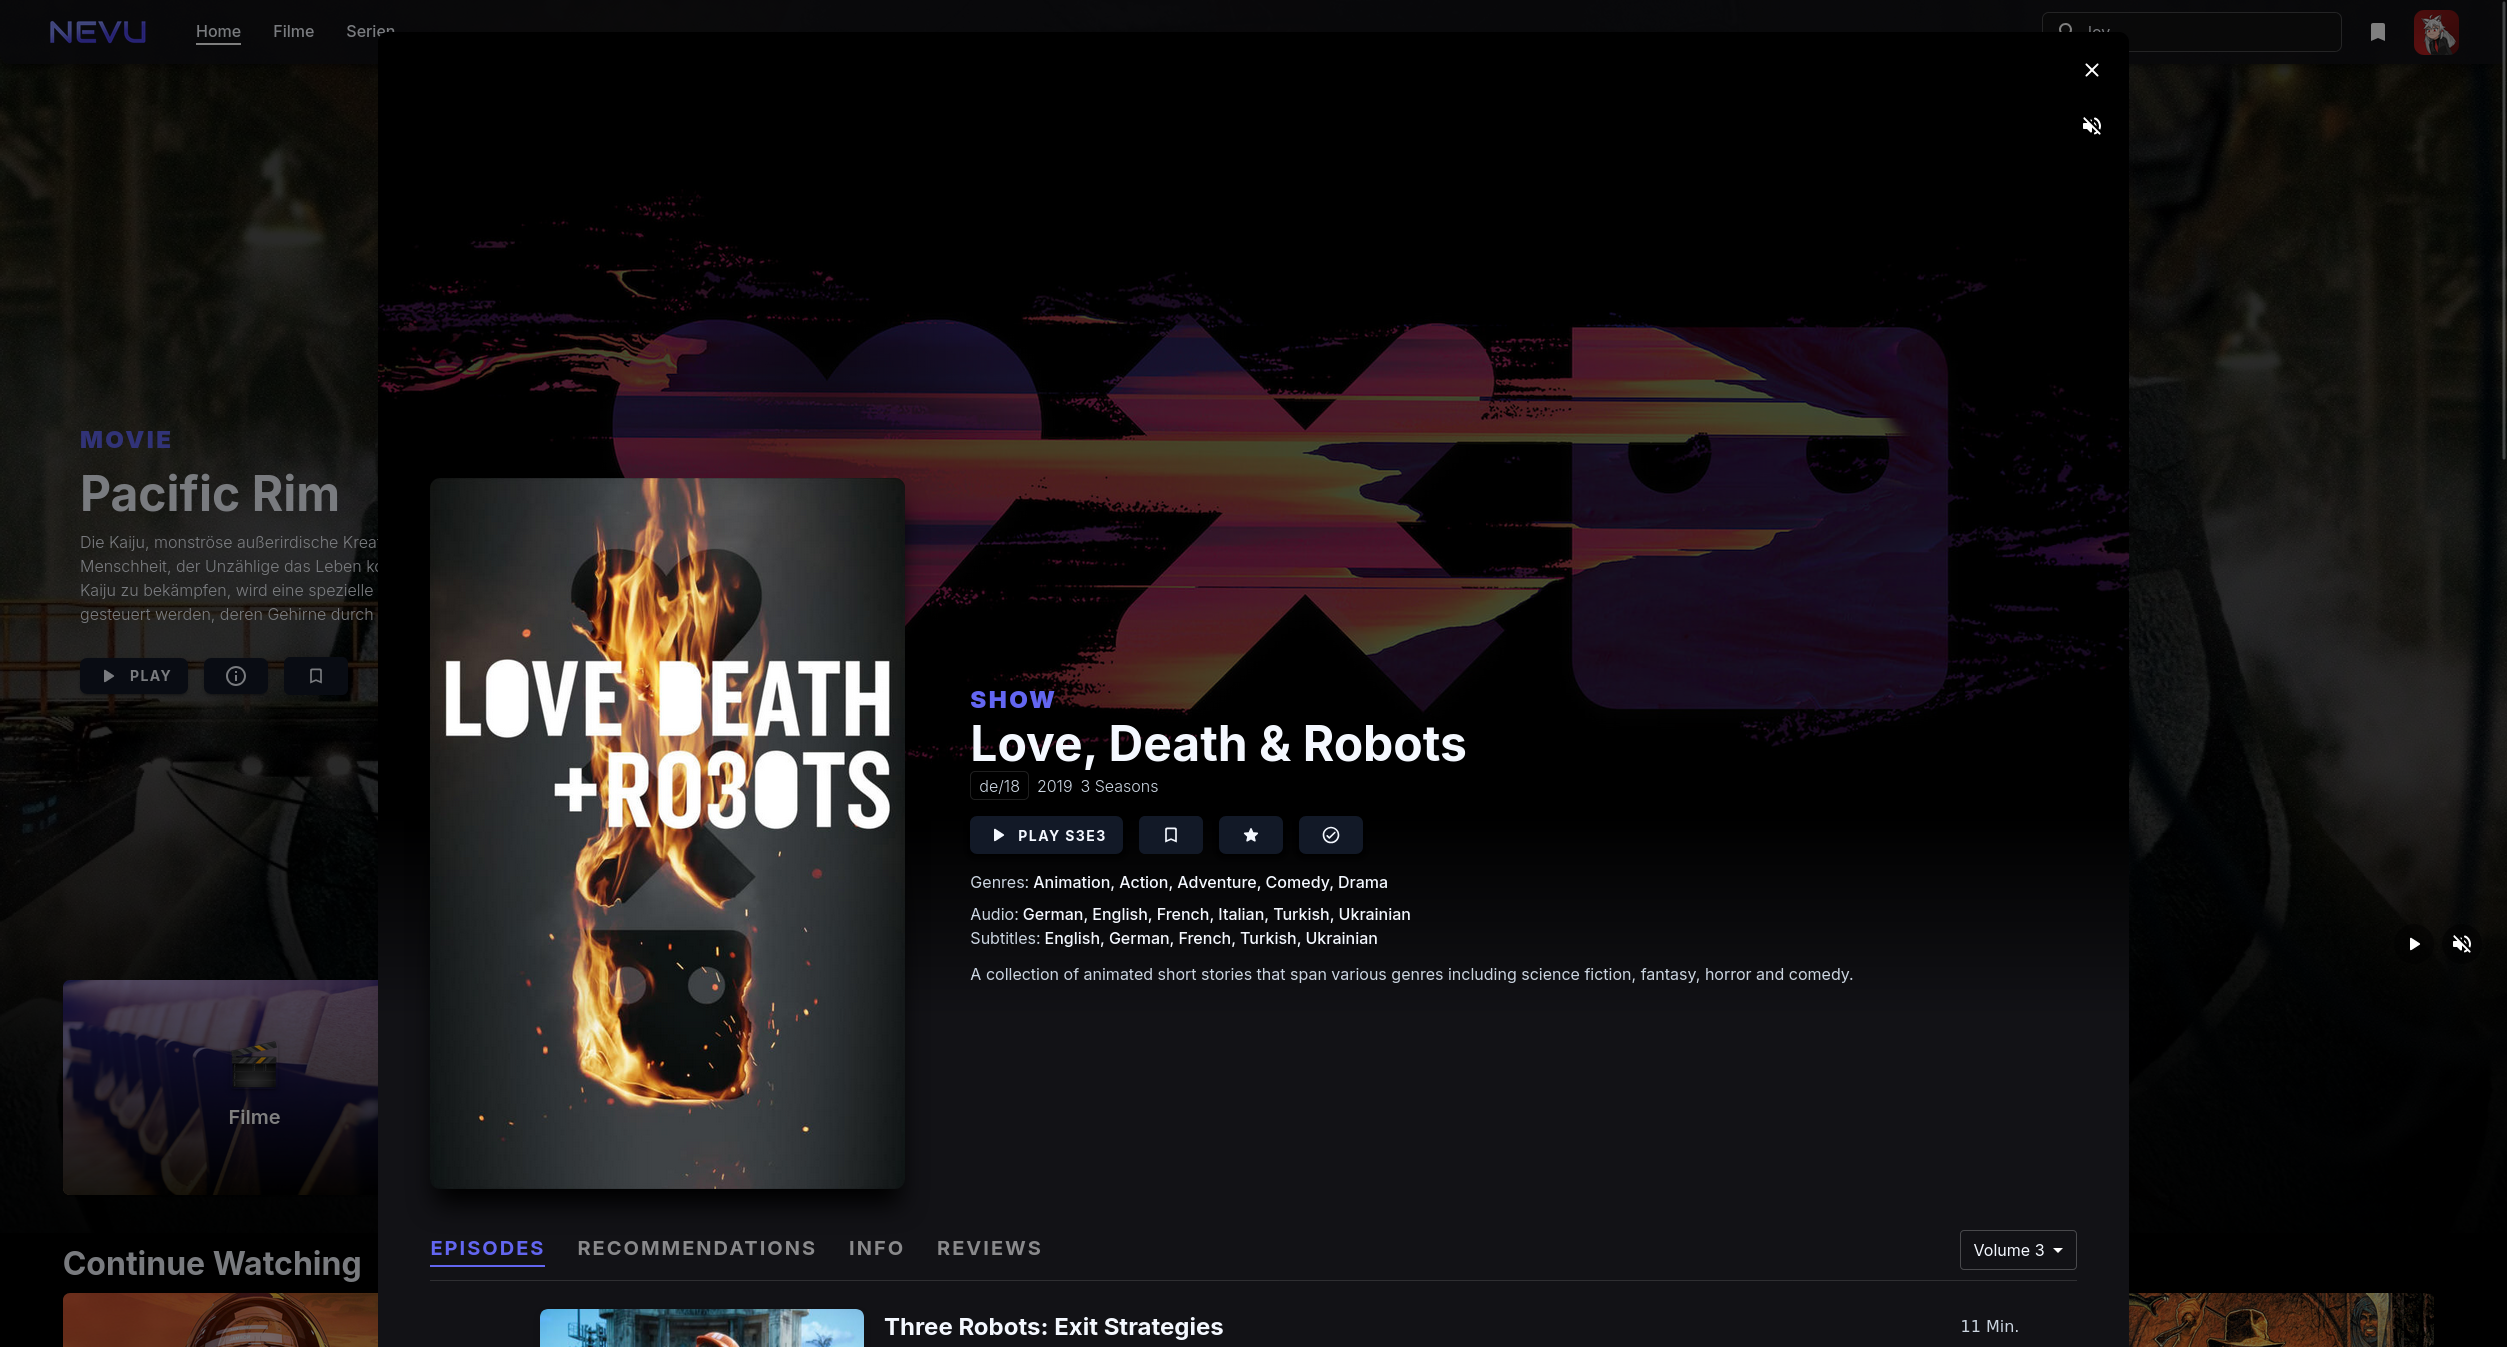 NEVU
Home Filme Serien
MOVIE
Pacific Rim
Die Kaiju, monströse außerirdische
Menschheit, der Unzählige das Leben
Kaiju zu bekämpfen, wird eine spezielle
gesteuert werden, deren Gehirne durch
PLAY
Filme
Continue Watching
LOVE DEATH
+RO3OTS
SHOW
Love, Death & Robots
de/18 2019 3 Seasons
PLAY S3E3
Genres: Animation, Action, Adventure, Comedy, Drama
Audio: German, English, French, Italian, Turkish, Ukrainian
Subtitles: English, German, French, Turkish, Ukrainian
A collection of animated short stories that span various genres including science fiction, fantasy, horror and comedy.
EPISODES RECOMMENDATIONS INFO REVIEWS
Volume 3
Three Robots: Exit Strategies
11 Min.